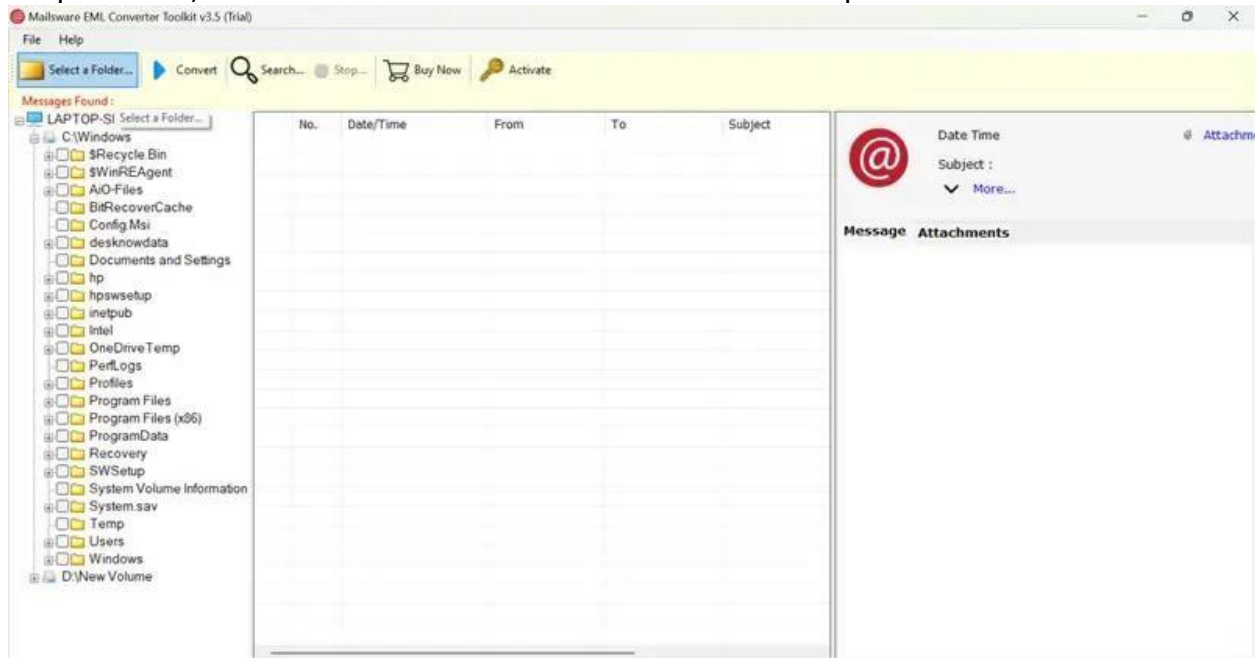 Mailsware EML Converter Toolkit v3.5 (Trial)
File Help
Select a Folder... Convert Search... Stop... Buy Now Activate
Messages Found :
LAPTOP-SI Select a Folder...
C:\Windows
$Recycle.Bin
$WinREAgent
AiO-Files
BitRecoverCache
Config.Msi
desknowdata
Documents and Settings
hp
hpswsetup
inetpub
Intel
OneDriveTemp
PerfLogs
Profiles
Program Files
Program Files (x86)
ProgramData
Recovery
SWSetup
System Volume Information
System.sav
Temp
Users
Windows
D:\New Volume
No. Date/Time From To Subject
Date Time Attachm
Subject :
More...
Message Attachments